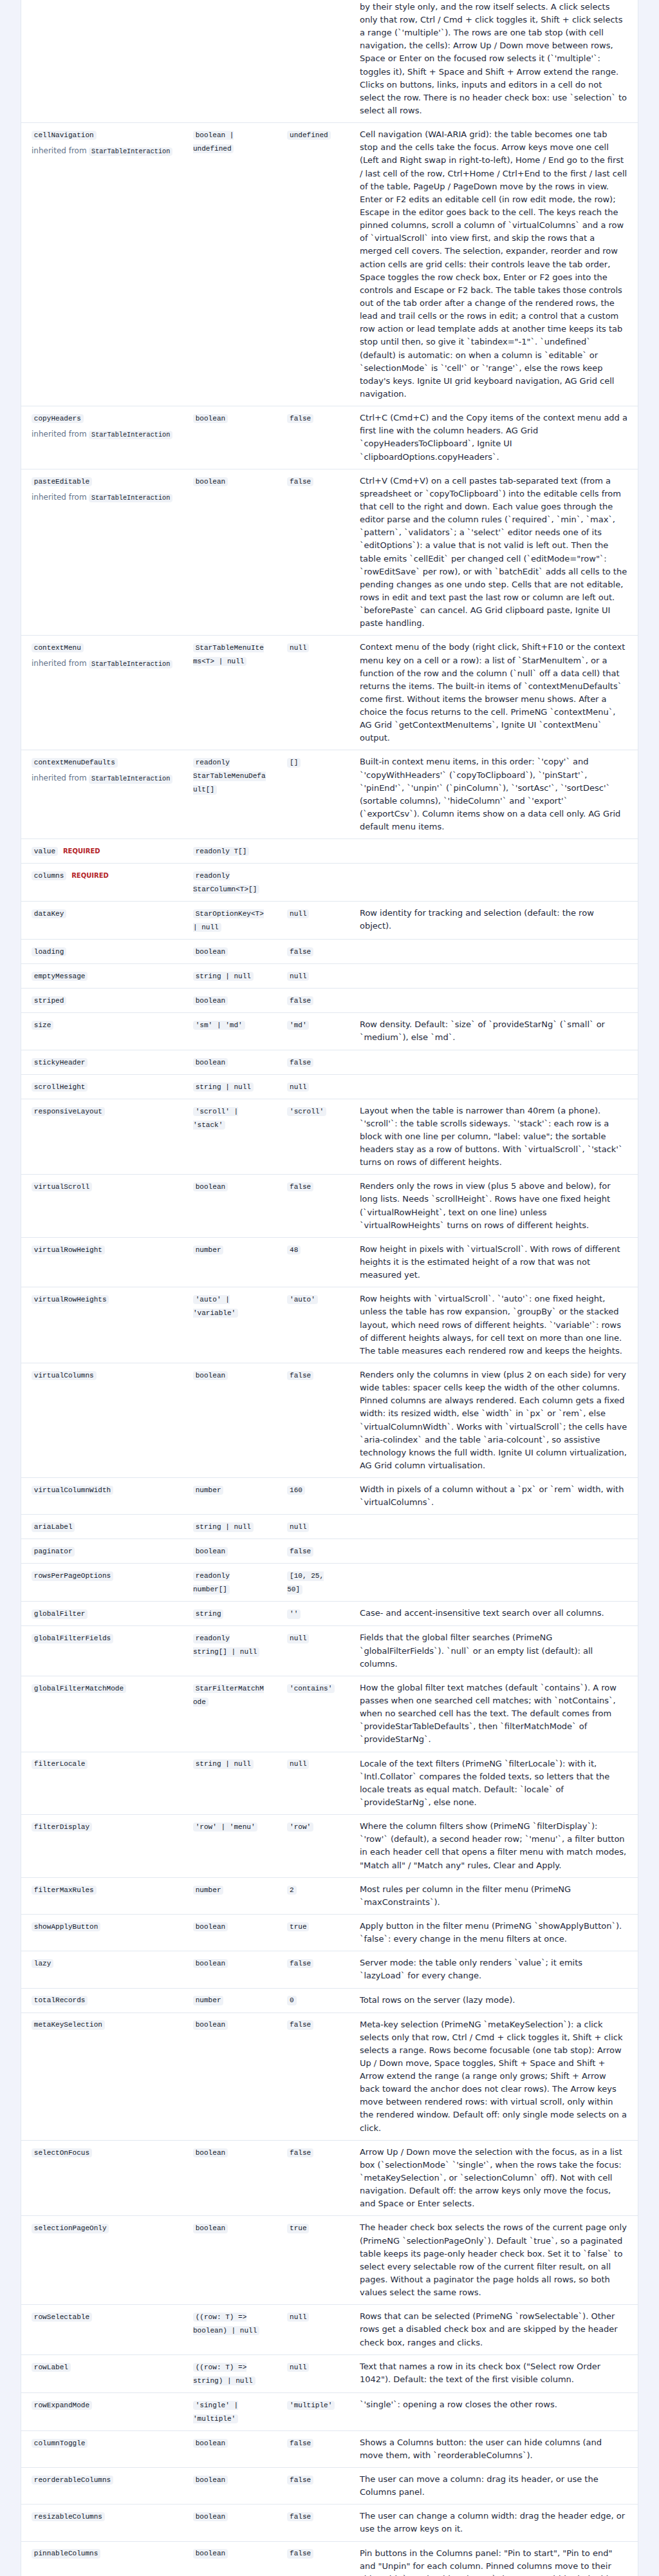 by their style only, and the row itself selects. A click selects
only that row, Ctrl / Cmd + click toggles it, Shift + click selects
a range (`'multiple'`). The rows are one tab stop (with cell
navigation, the cells): Arrow Up / Down move between rows,
Space or Enter on the focused row selects it (`'multiple'`:
toggles it), Shift + Space and Shift + Arrow extend the range.
Clicks on buttons, links, inputs and editors in a cell do not
select the row. There is no header check box: use `selection` to
select all rows.
cellNavigation
inherited from StarTableInteraction
boolean |
undefined
undefined
Cell navigation (WAI-ARIA grid): the table becomes one tab
stop and the cells take the focus. Arrow keys move one cell
(Left and Right swap in right-to-left), Home / End go to the first
/ last cell of the row, Ctrl+Home / Ctrl+End to the first / last cell
of the table, PageUp / PageDown move by the rows in view.
Enter or F2 edits an editable cell (in row edit mode, the row);
Escape in the editor goes back to the cell. The keys reach the
pinned columns, scroll a column of `virtualColumns` and a row
of `virtualScroll` into view first, and skip the rows that a
merged cell covers. The selection, expander, reorder and row
action cells are grid cells: their controls leave the tab order,
Space toggles the row check box, Enter or F2 goes into the
controls and Escape or F2 back. The table takes those controls
out of the tab order after a change of the rendered rows, the
lead and trail cells or the rows in edit; a control that a custom
row action or lead template adds at another time keeps its tab
stop until then, so give it `tabindex="-1"`. `undefined`
(default) is automatic: on when a column is `editable` or
`selectionMode` is `'cell'` or `'range'`, else the rows keep
today's keys. Ignite UI grid keyboard navigation, AG Grid cell
navigation.
copyHeaders
inherited from StarTableInteraction
boolean
false
Ctrl+C (Cmd+C) and the Copy items of the context menu add a
first line with the column headers. AG Grid
`copyHeadersToClipboard`, Ignite UI
`clipboardOptions.copyHeaders`.
pasteEditable
inherited from StarTableInteraction
boolean
false
Ctrl+V (Cmd+V) on a cell pastes tab-separated text (from a
spreadsheet or `copyToClipboard`) into the editable cells from
that cell to the right and down. Each value goes through the
editor parse and the column rules (`required`, `min`, `max`,
`pattern`, `validators`; a `'select'` editor needs one of its
`editOptions`): a value that is not valid is left out. Then the
table emits `cellEdit` per changed cell (`editMode="row"`:
`rowEditSave` per row), or with `batchEdit` adds all cells to the
pending changes as one undo step. Cells that are not editable,
rows in edit and text past the last row or column are left out.
`beforePaste` can cancel. AG Grid clipboard paste, Ignite UI
paste handling.
contextMenu
inherited from StarTableInteraction
StarTableMenuIte
ms<T> | null
null
Context menu of the body (right click, Shift+F10 or the context
menu key on a cell or a row): a list of `StarMenuItem`, or a
function of the row and the column (`null` off a data cell) that
returns the items. The built-in items of `contextMenuDefaults`
come first. Without items the browser menu shows. After a
choice the focus returns to the cell. PrimeNG `contextMenu`,
AG Grid `getContextMenuItems`, Ignite UI `contextMenu`
output.
contextMenuDefaults
inherited from StarTableInteraction
readonly
StarTableMenuDefa
ult[]
[]
Built-in context menu items, in this order: `'copy'` and
`'copyWithHeaders'` (`copyToClipboard`), `'pinStart'`,
`'pinEnd'`, `'unpin'` (`pinColumn`), `'sortAsc'`, `'sortDesc'`
(sortable columns), `'hideColumn'` and `'export'`
(`exportCsv`). Column items show on a data cell only. AG Grid
default menu items.
value REQUIRED
readonly T[]
columns REQUIRED
readonly
StarColumn<T>[]
dataKey
StarOptionKey<T>
| null
null
Row identity for tracking and selection (default: the row
object).
loading
boolean
false
emptyMessage
string | null
null
striped
boolean
false
size
'sm' | 'md'
'md'
Row density. Default: `size` of `provideStarNg` (`small` or
`medium`), else `md`.
stickyHeader
boolean
false
scrollHeight
string | null
null
responsiveLayout
'scroll' |
'stack'
'scroll'
Layout when the table is narrower than 40rem (a phone).
`'scroll'`: the table scrolls sideways. `'stack'`: each row is a
block with one line per column, "label: value"; the sortable
headers stay as a row of buttons. With `virtualScroll`, `'stack'`
turns on rows of different heights.
virtualScroll
boolean
false
Renders only the rows in view (plus 5 above and below), for
long lists. Needs `scrollHeight`. Rows have one fixed height
(`virtualRowHeight`, text on one line) unless
`virtualRowHeights` turns on rows of different heights.
virtualRowHeight
number
48
Row height in pixels with `virtualScroll`. With rows of different
heights it is the estimated height of a row that was not
measured yet.
virtualRowHeights
'auto' |
'variable'
'auto'
Row heights with `virtualScroll`. `'auto'`: one fixed height,
unless the table has row expansion, `groupBy` or the stacked
layout, which need rows of different heights. `'variable'`: rows
of different heights always, for cell text on more than one line.
The table measures each rendered row and keeps the heights.
virtualColumns
boolean
false
Renders only the columns in view (plus 2 on each side) for very
wide tables: spacer cells keep the width of the other columns.
Pinned columns are always rendered. Each column gets a fixed
width: its resized width, else `width` in `px` or `rem`, else
`virtualColumnWidth`. Works with `virtualScroll`; the cells have
`aria-colindex` and the table `aria-colcount`, so assistive
technology knows the full width. Ignite UI column virtualization,
AG Grid column virtualisation.
virtualColumnWidth
number
160
Width in pixels of a column without a `px` or `rem` width, with
`virtualColumns`.
ariaLabel
string | null
null
paginator
boolean
false
rowsPerPageOptions
readonly
number[]
[10, 25,
50]
globalFilter
string
''
Case- and accent-insensitive text search over all columns.
globalFilterFields
readonly
string[] | null
null
Fields that the global filter searches (PrimeNG
`globalFilterFields`). `null` or an empty list (default): all
columns.
globalFilterMatchMode
StarFilterMatchM
ode
'contains'
How the global filter text matches (default `contains`). A row
passes when one searched cell matches; with `notContains`,
when no searched cell has the text. The default comes from
`provideStarTableDefaults`, then `filterMatchMode` of
`provideStarNg`.
filterLocale
string | null
null
Locale of the text filters (PrimeNG `filterLocale`): with it,
`Intl.Collator` compares the folded texts, so letters that the
locale treats as equal match. Default: `locale` of
`provideStarNg`, else none.
filterDisplay
'row' | 'menu'
'row'
Where the column filters show (PrimeNG `filterDisplay`):
`'row'` (default), a second header row; `'menu'`, a filter button
in each header cell that opens a filter menu with match modes,
"Match all" / "Match any" rules, Clear and Apply.
filterMaxRules
number
2
Most rules per column in the filter menu (PrimeNG
`maxConstraints`).
showApplyButton
boolean
true
Apply button in the filter menu (PrimeNG `showApplyButton`).
`false`: every change in the menu filters at once.
lazy
boolean
false
Server mode: the table only renders `value`; it emits
`lazyLoad` for every change.
totalRecords
number
0
Total rows on the server (lazy mode).
metaKeySelection
boolean
false
Meta-key selection (PrimeNG `metaKeySelection`): a click
selects only that row, Ctrl / Cmd + click toggles it, Shift + click
selects a range. Rows become focusable (one tab stop): Arrow
Up / Down move, Space toggles, Shift + Space and Shift +
Arrow extend the range (a range only grows; Shift + Arrow
back toward the anchor does not clear rows). The Arrow keys
move between rendered rows: with virtual scroll, only within
the rendered window. Default off: only single mode selects on a
click.
selectOnFocus
boolean
false
Arrow Up / Down move the selection with the focus, as in a list
box (`selectionMode` `'single'`, when the rows take the focus:
`metaKeySelection`, or `selectionColumn` off). Not with cell
navigation. Default off: the arrow keys only move the focus,
and Space or Enter selects.
selectionPageOnly
boolean
true
The header check box selects the rows of the current page only
(PrimeNG `selectionPageOnly`). Default `true`, so a paginated
table keeps its page-only header check box. Set it to `false` to
select every selectable row of the current filter result, on all
pages. Without a paginator the page holds all rows, so both
values select the same rows.
rowSelectable
((row: T) =>
boolean) | null
null
Rows that can be selected (PrimeNG `rowSelectable`). Other
rows get a disabled check box and are skipped by the header
check box, ranges and clicks.
rowLabel
((row: T) =>
string) | null
null
Text that names a row in its check box ("Select row Order
1042"). Default: the text of the first visible column.
rowExpandMode
'single' |
'multiple'
'multiple'
`'single'`: opening a row closes the other rows.
columnToggle
boolean
false
Shows a Columns button: the user can hide columns (and
move them, with `reorderableColumns`).
reorderableColumns
boolean
false
The user can move a column: drag its header, or use the
Columns panel.
resizableColumns
boolean
false
The user can change a column width: drag the header edge, or
use the arrow keys on it.
pinnableColumns
boolean
false
Pin buttons in the Columns panel: "Pin to start", "Pin to end"
and "Unpin" for each column. Pinned columns move to their